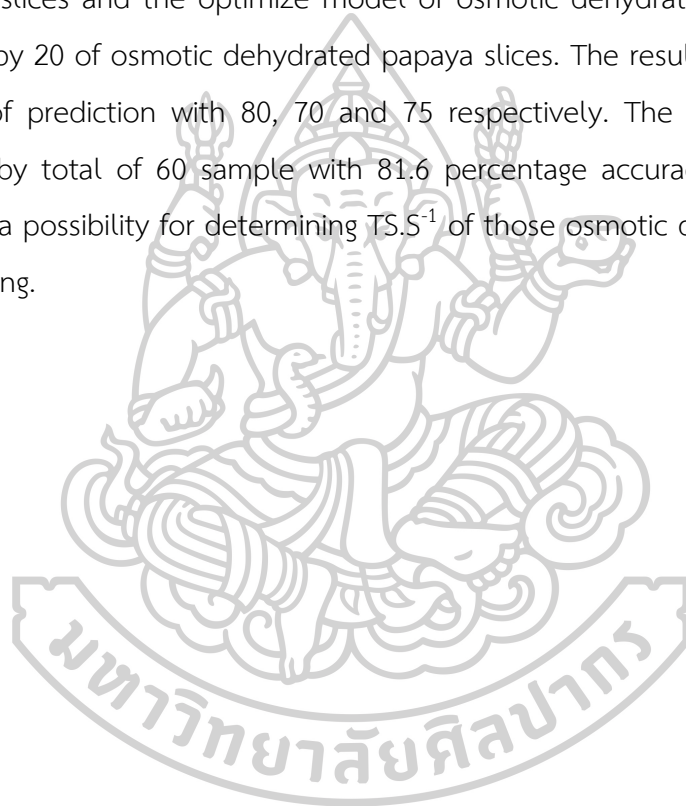 slices and the optimize model of osmotic dehydrat
by 20 of osmotic dehydrated papaya slices. The resul
of prediction with 80, 70 and 75 respectively. The
by total of 60 sample with 81.6 percentage accurac
a possibility for determining TS.S⁻¹ of those osmotic
ng.
มหาวิทยาลัยศิลปากร